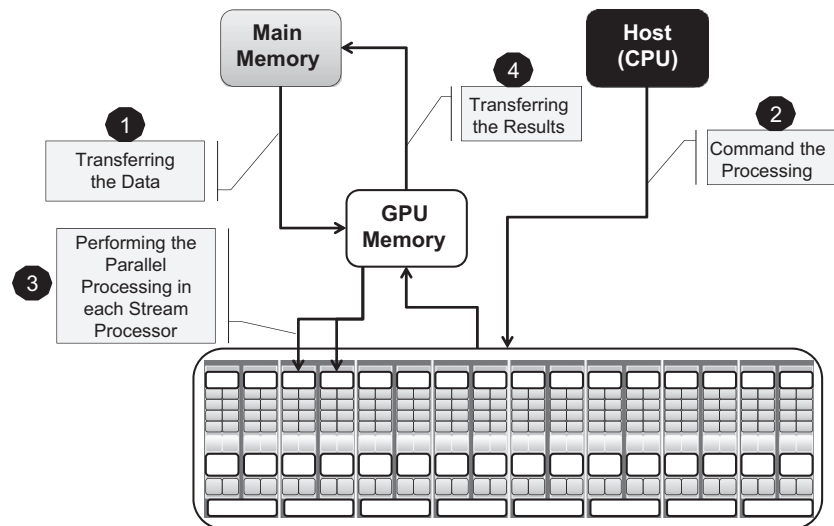 Main
Memory
Host
(CPU)
4
Transferring
the Results
1
Transferring
the Data
2
Command the
Processing
GPU
Memory
3
Performing the
Parallel
Processing in
each Stream
Processor